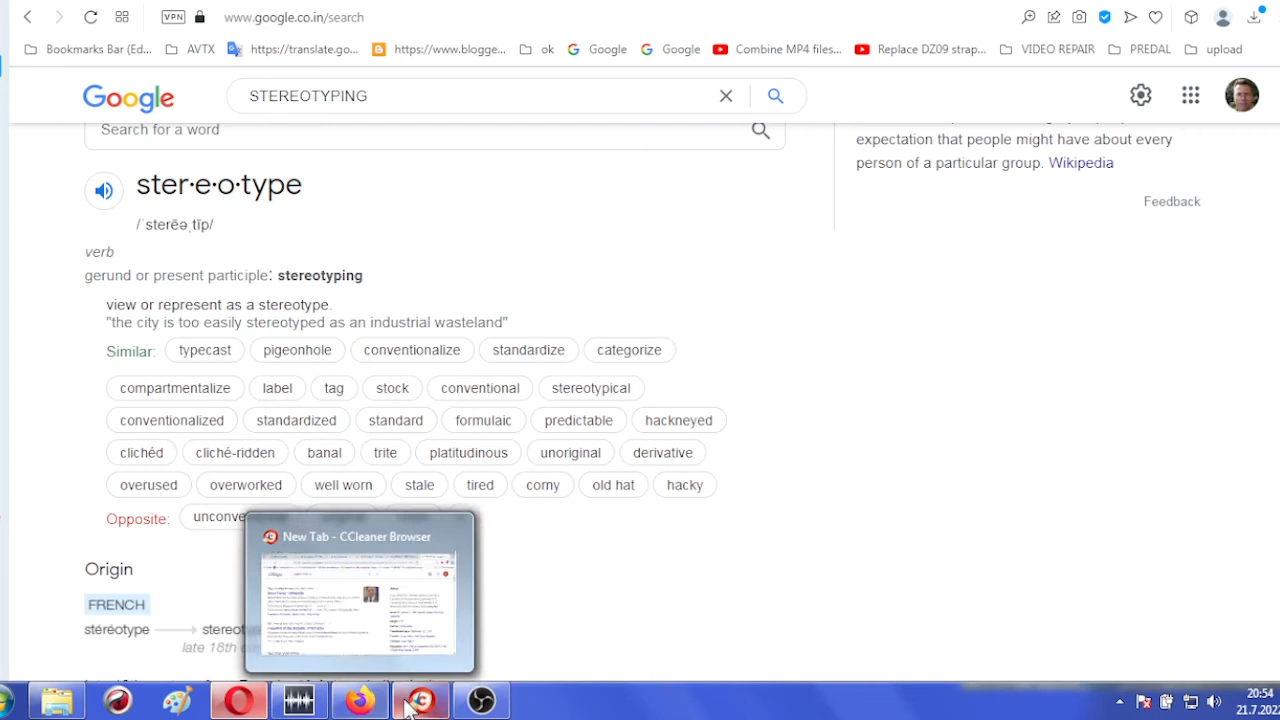 VPN www.google.co.in/search
Bookmarks Bar (Ed... AVTX https://translate.go... https://www.blogge... ok Google Google Combine MP4 files... Replace DZ09 strap... VIDEO REPAIR PREDAL upload
Google STEREOTYPING
Search for a word
expectation that people might have about every
person of a particular group. Wikipedia
Feedback
ster·e·o·type
/ˈsterēəˌtīp/
verb
gerund or present participle: stereotyping
view or represent as a stereotype.
"the city is too easily stereotyped as an industrial wasteland"
Similar: typecast pigeonhole conventionalize standardize categorize
compartmentalize label tag stock conventional stereotypical
conventionalized standardized standard formulaic predictable hackneyed
clichéd cliché-ridden banal trite platitudinous unoriginal derivative
overused overworked well worn stale tired corny old hat hacky
Opposite: unconve
New Tab - CCleaner Browser
Origin
late 18th
20:54
21.7.202